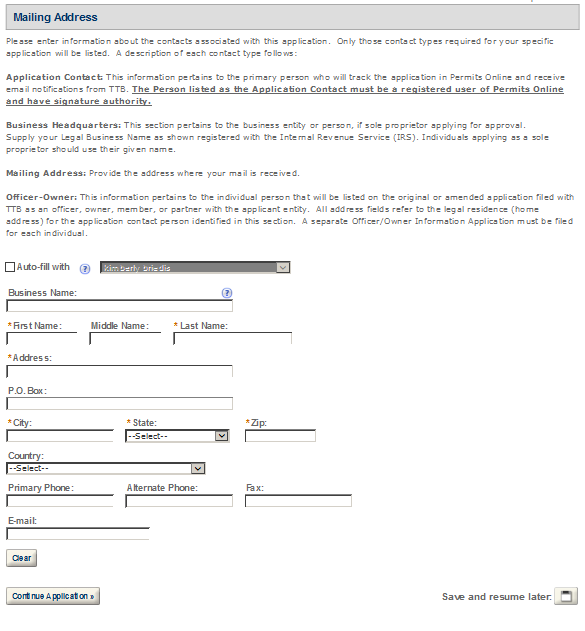 Mailing Address
Please enter information about the contacts associated with this application. Only those contact types required for your specific
application will be listed. A description of each contact type follows:
Application Contact: This information pertains to the primary person who will track the application in Permits Online and receive
email notifications from TTB. The Person listed as the Application Contact must be a registered user of Permits Online
and have signature authority.
Business Headquarters: This section pertains to the business entity or person, if sole proprietor applying for approval.
Supply your Legal Business Name as shown registered with the Internal Revenue Service (IRS). Individuals applying as a sole
proprietor should use their given name.
Mailing Address: Provide the address where your mail is received.
Officer-Owner: This information pertains to the individual person that will be listed on the original or amended application filed with
TTB as an officer, owner, member, or partner with the applicant entity. All address fields refer to the legal residence (home
address) for the application contact person identified in this section. A separate Officer/Owner Information Application must be filed
for each individual.
Auto-fill with ? kimberly briedis
Business Name: ?
*First Name: Middle Name: *Last Name:
*Address:
P.O. Box:
*City: *State: *Zip:
--Select--
Country:
--Select--
Primary Phone: Alternate Phone: Fax:
E-mail:
Clear
Continue Application » Save and resume later: